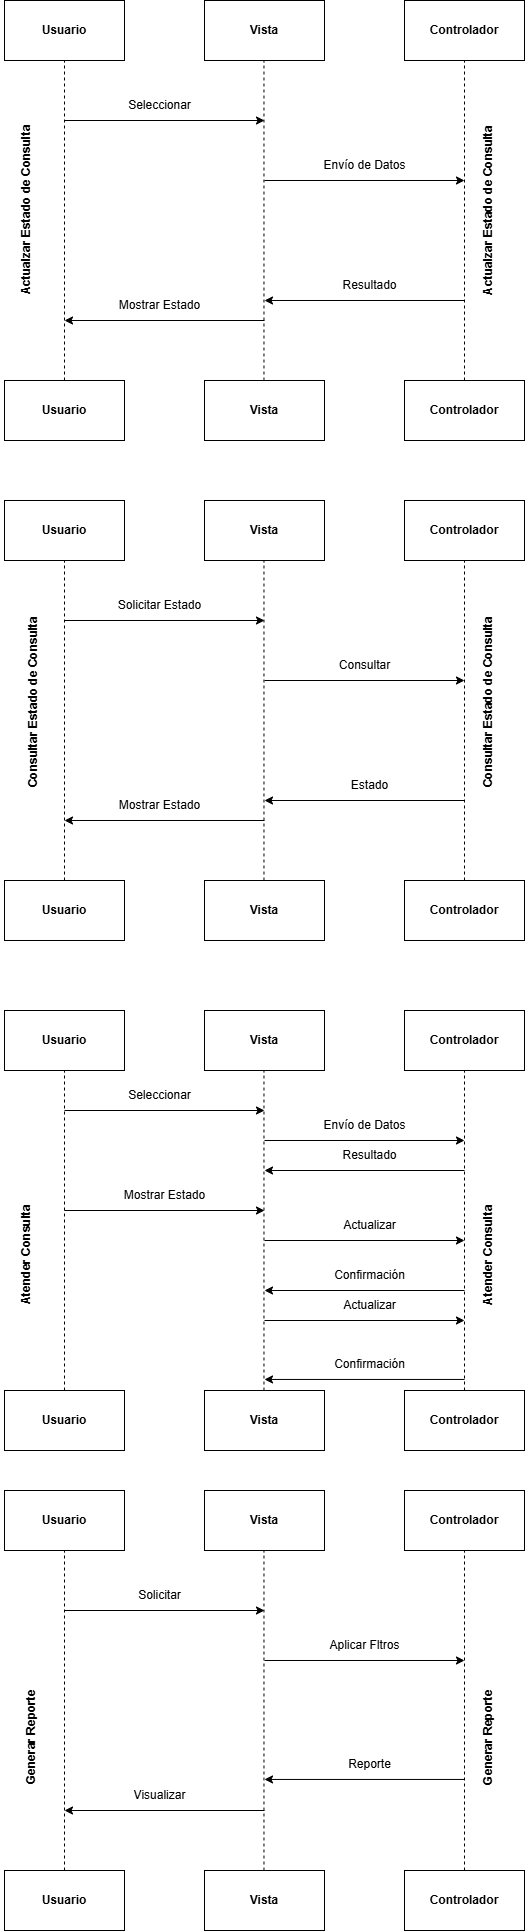 Usuario
Vista
Controlador
Seleccionar
Envío de Datos
Actualzar Estado de Consulta
Actualzar Estado de Consulta
Resultado
Mostrar Estado
Usuario
Vista
Controlador
Usuario
Vista
Controlador
Solicitar Estado
Consultar
Consultar Estado de Consulta
Consultar Estado de Consulta
Estado
Mostrar Estado
Usuario
Vista
Controlador
Usuario
Vista
Controlador
Seleccionar
Envío de Datos
Resultado
Mostrar Estado
Actualizar
Atender Consulta
Atender Consulta
Confirmación
Actualizar
Confirmación
Usuario
Vista
Controlador
Usuario
Vista
Controlador
Solicitar
Aplicar Fltros
Generar Reporte
Generar Reporte
Reporte
Visualizar
Usuario
Vista
Controlador